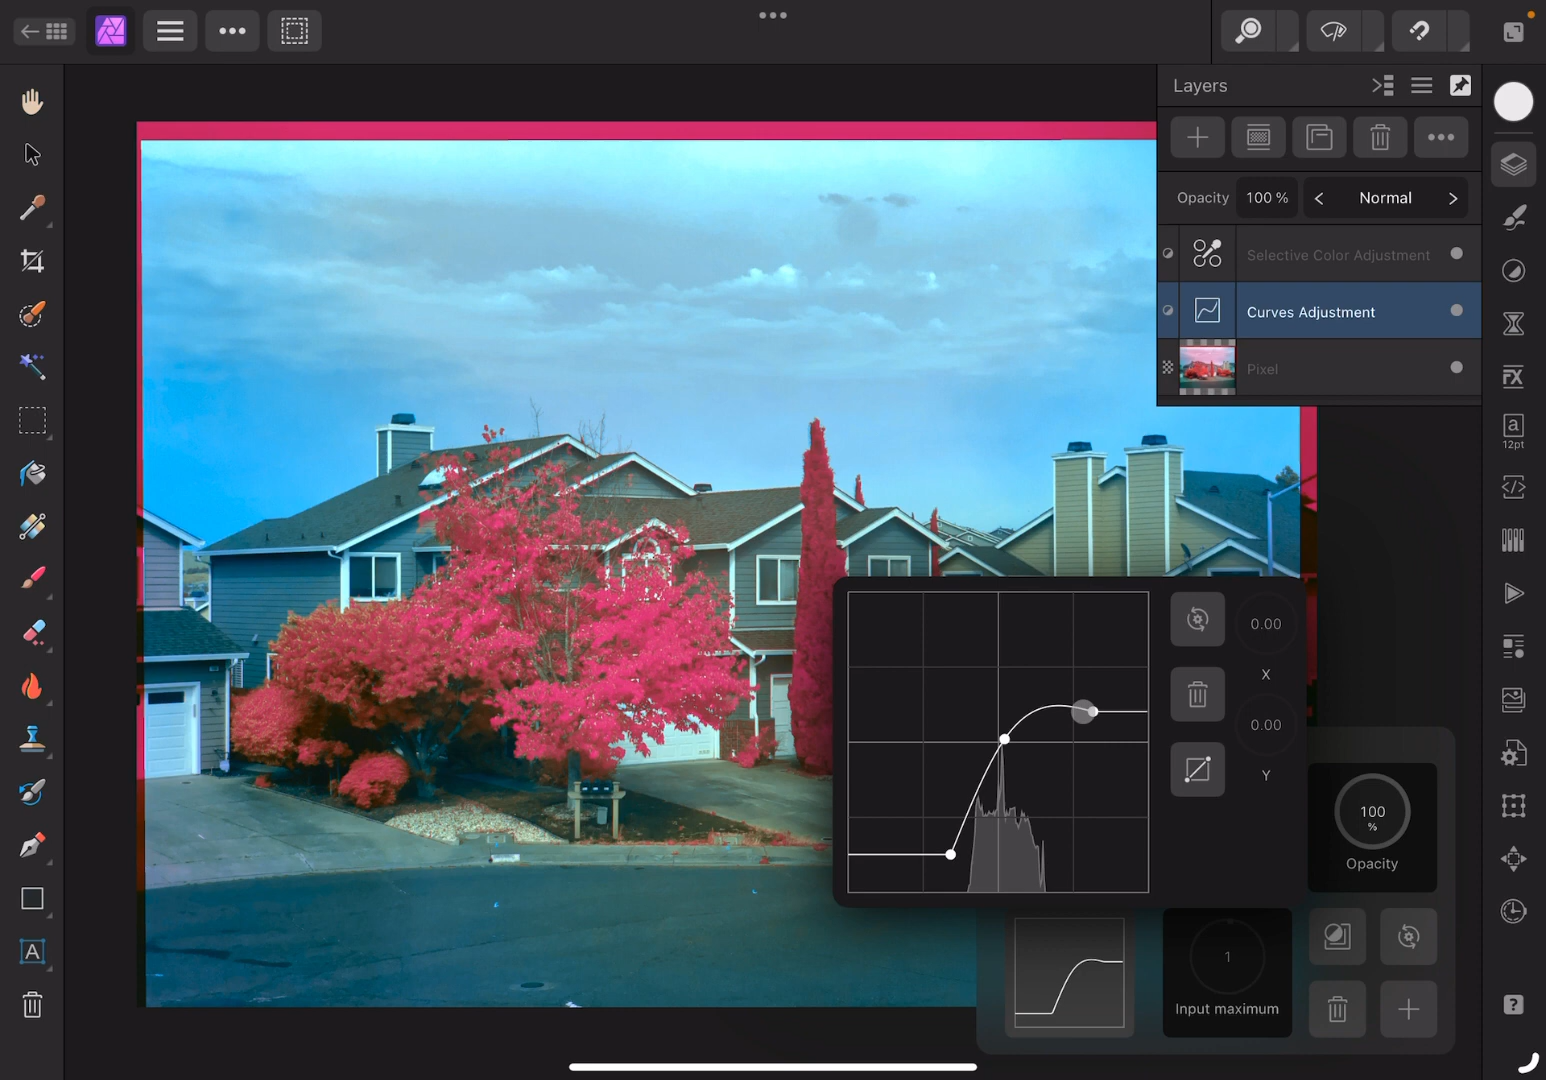 Layers
Opacity 100 % < Normal >
Selective Color Adjustment
Curves Adjustment
Pixel
FX
a
12pt
0.00
X
0.00
Y
100
%
Opacity
1
Input maximum
A
?